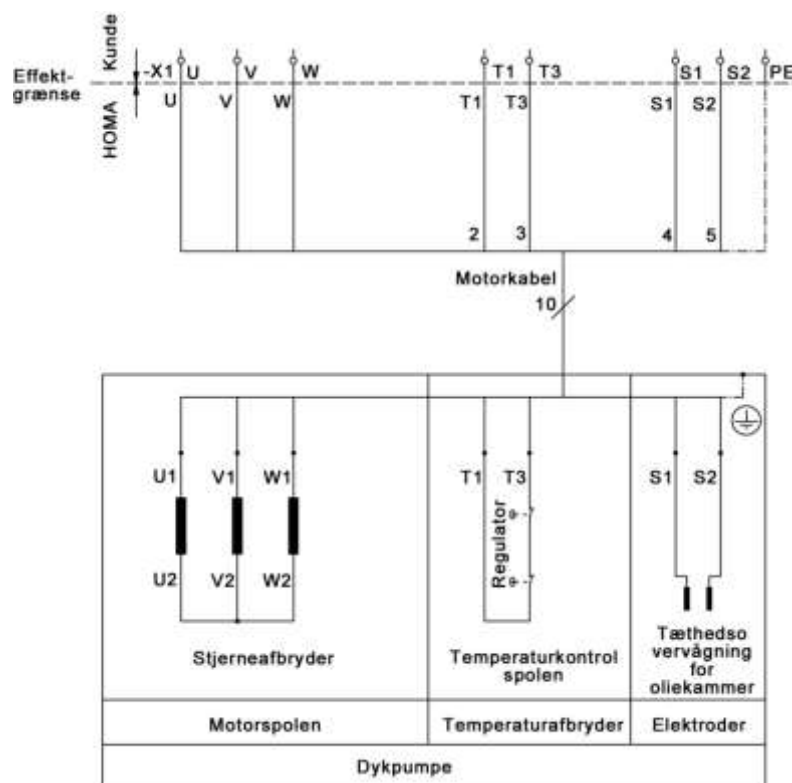 Kunde
Effekt-
grænse
HOMA
-X1 U V W T1 T3 S1 S2 PE
U V W T1 T3 S1 S2
2 3 4 5
Motorkabel
10
U1 V1 W1 T1 T3 S1 S2
Regulator
U2 V2 W2
Stjerneafbryder
Temperaturkontrol
spolen
Tæthedso
vervågning
for
oliekammer
Motorspolen Temperaturafbryder Elektroder
Dykpumpe